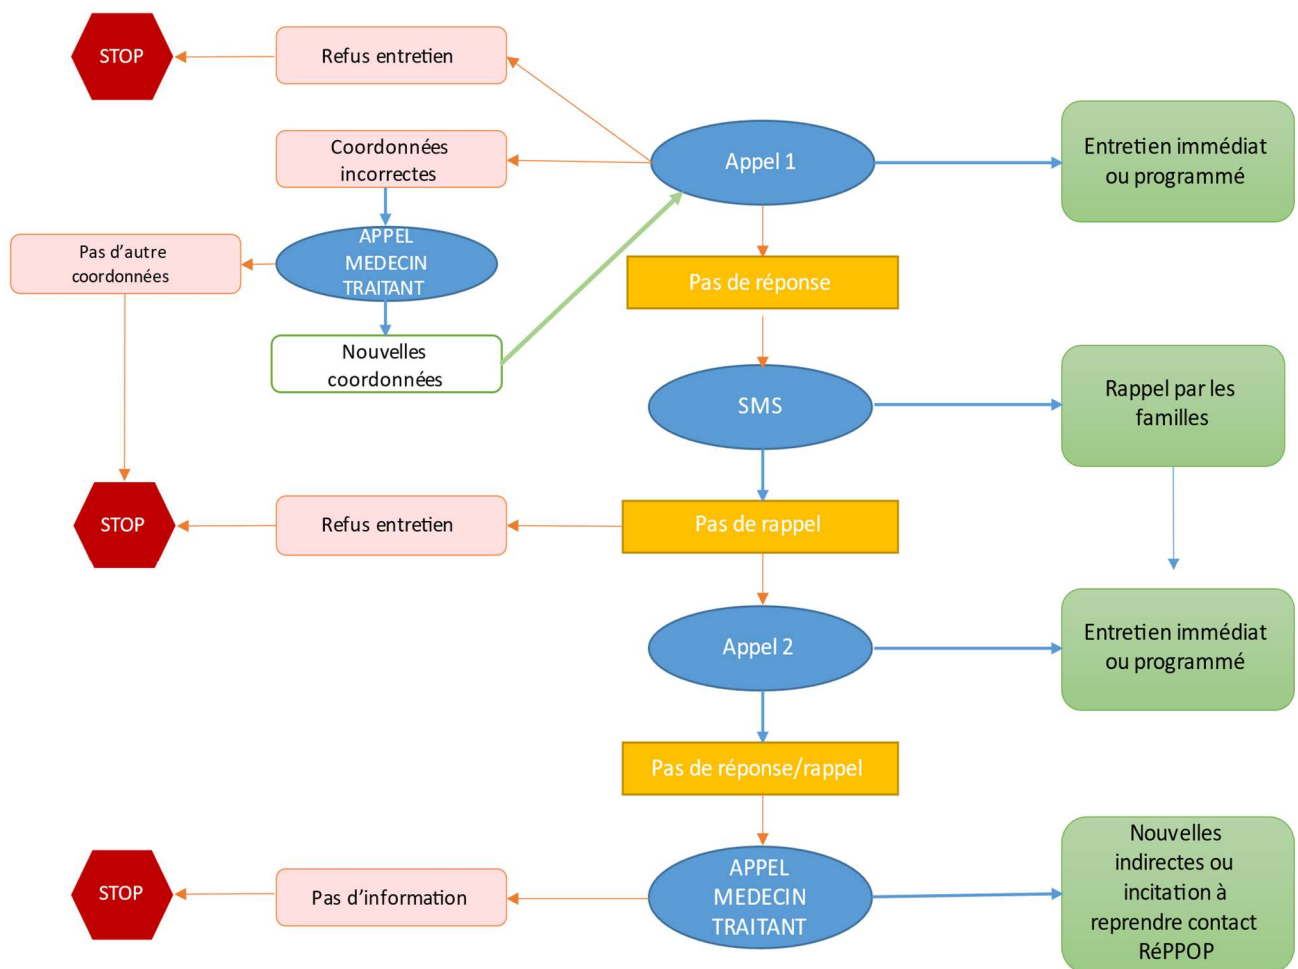 STOP
Refus entretien
Coordonnées
incorrectes
Appel 1
Entretien immédiat
ou programmé
Pas d’autre
coordonnées
APPEL
MEDECIN
TRAITANT
Pas de réponse
Nouvelles
coordonnées
SMS
Rappel par les
familles
STOP
Refus entretien
Pas de rappel
Appel 2
Entretien immédiat
ou programmé
Pas de réponse/rappel
STOP
Pas d’information
APPEL
MEDECIN
TRAITANT
Nouvelles
indirectes ou
incitation à
reprendre contact
RéPPOP